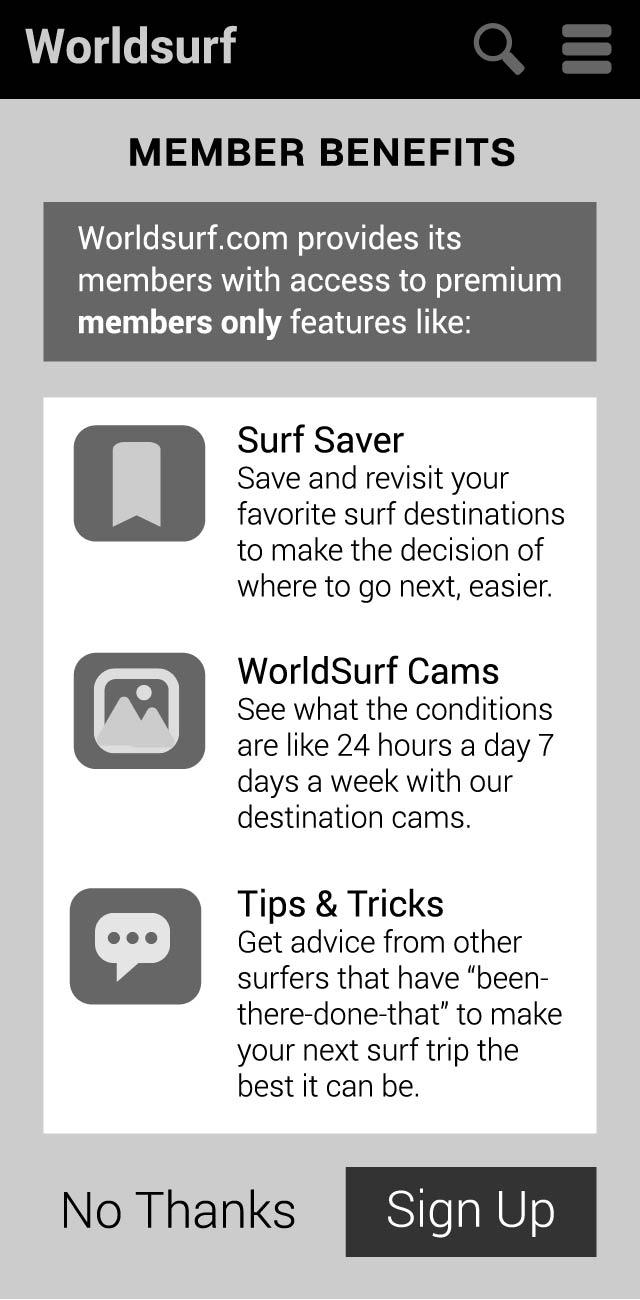 Worldsurf
MEMBER BENEFITS
Worldsurf.com provides its
members with access to premium
members only features like:
Surf Saver
Save and revisit your
favorite surf destinations
to make the decision of
where to go next, easier.
WorldSurf Cams
See what the conditions
are like 24 hours a day 7
days a week with our
destination cams.
Tips & Tricks
Get advice from other
surfers that have “been-
there-done-that” to make
your next surf trip the
best it can be.
No Thanks
Sign Up